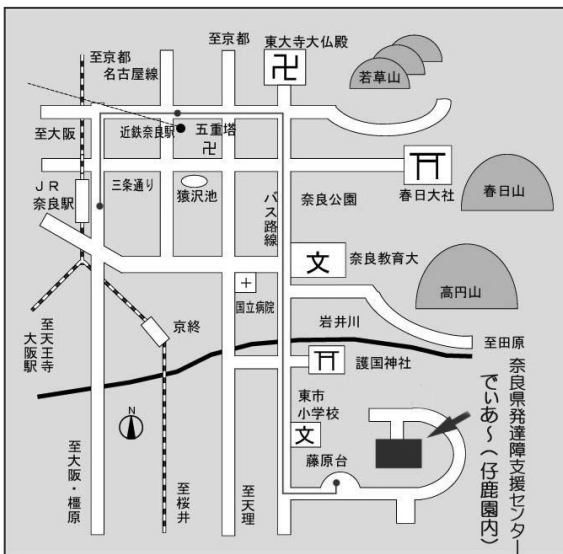 至京都
至京都
名古屋線
東大寺大仏殿
卍
若草山
至大阪
近鉄奈良駅
五重塔
卍
JR
奈良駅
三条通り
猿沢池
バス路線
奈良公園
春日大社
春日山
文
奈良教育大
国立病院
高円山
岩井川
至田原
至天王寺
大阪駅
京終
護国神社
東市
小学校
文
藤原台
N
至大阪・橿原
至桜井
至天理
奈良県発達障支援センター
でぃあ〜(仔鹿園内)